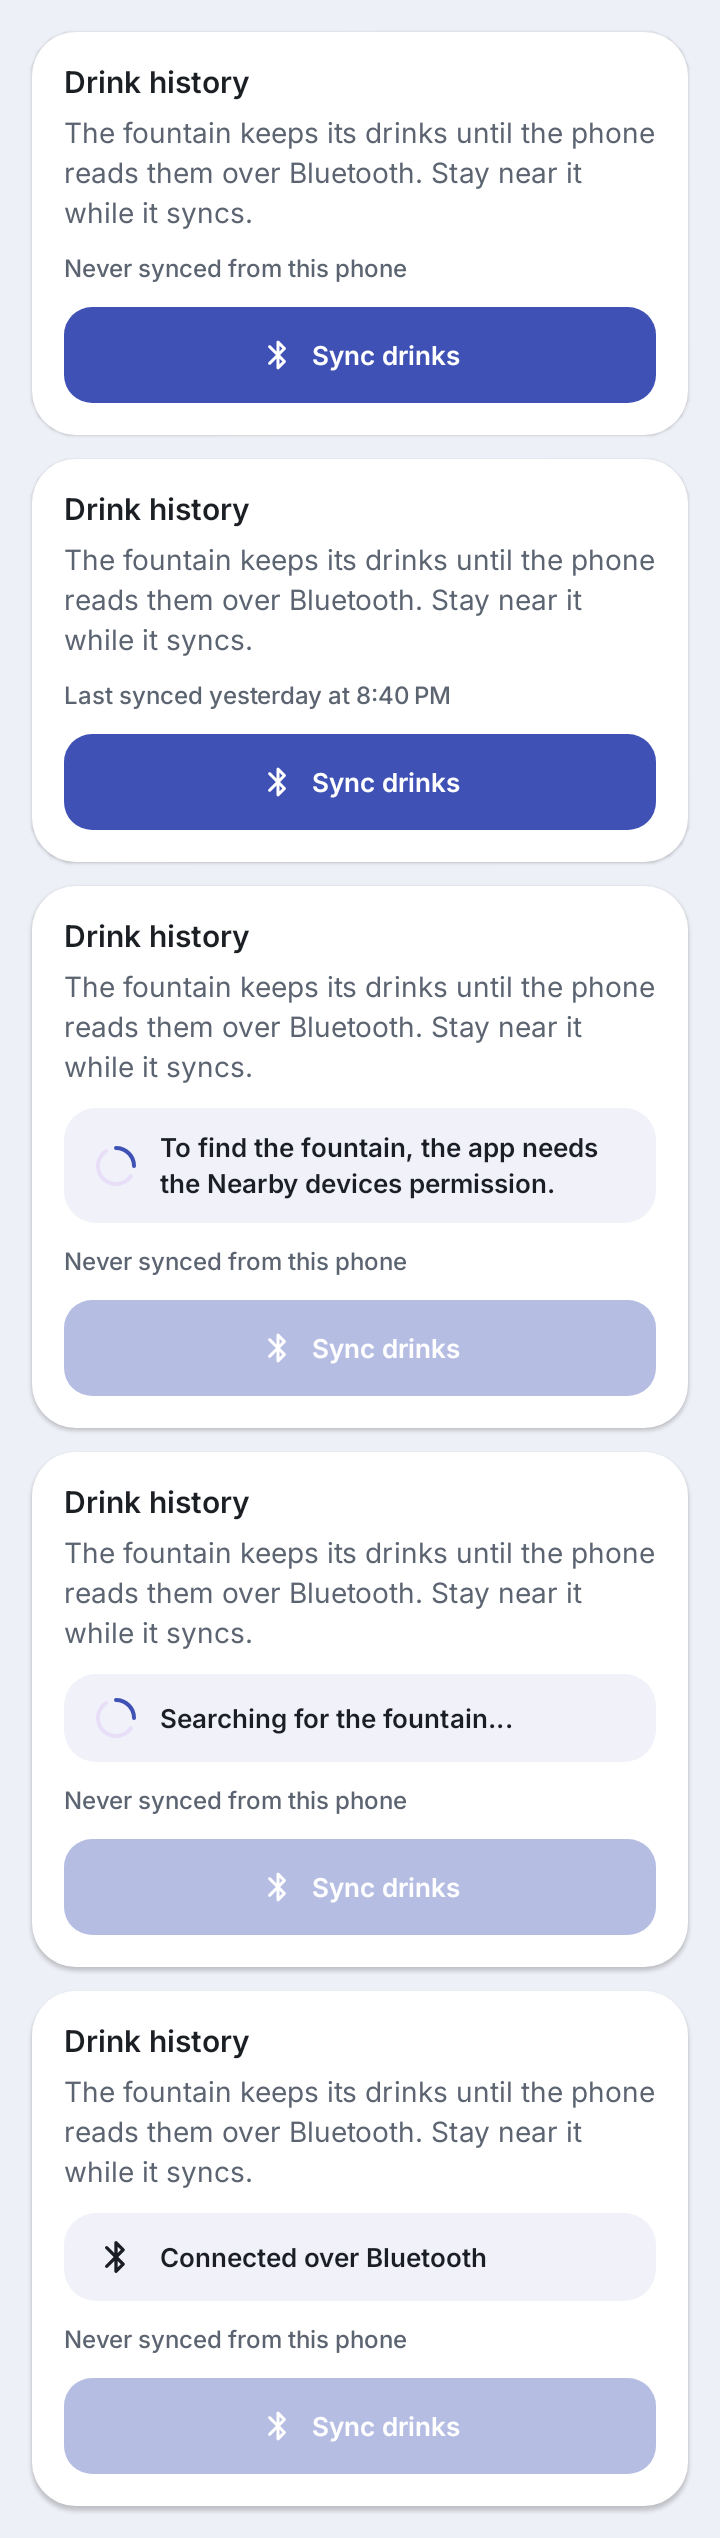 Drink history
The fountain keeps its drinks until the phone
reads them over Bluetooth. Stay near it
while it syncs.
Never synced from this phone
Sync drinks
Drink history
The fountain keeps its drinks until the phone
reads them over Bluetooth. Stay near it
while it syncs.
Last synced yesterday at 8:40 PM
Sync drinks
Drink history
The fountain keeps its drinks until the phone
reads them over Bluetooth. Stay near it
while it syncs.
To find the fountain, the app needs
the Nearby devices permission.
Never synced from this phone
Sync drinks
Drink history
The fountain keeps its drinks until the phone
reads them over Bluetooth. Stay near it
while it syncs.
Searching for the fountain...
Never synced from this phone
Sync drinks
Drink history
The fountain keeps its drinks until the phone
reads them over Bluetooth. Stay near it
while it syncs.
Connected over Bluetooth
Never synced from this phone
Sync drinks